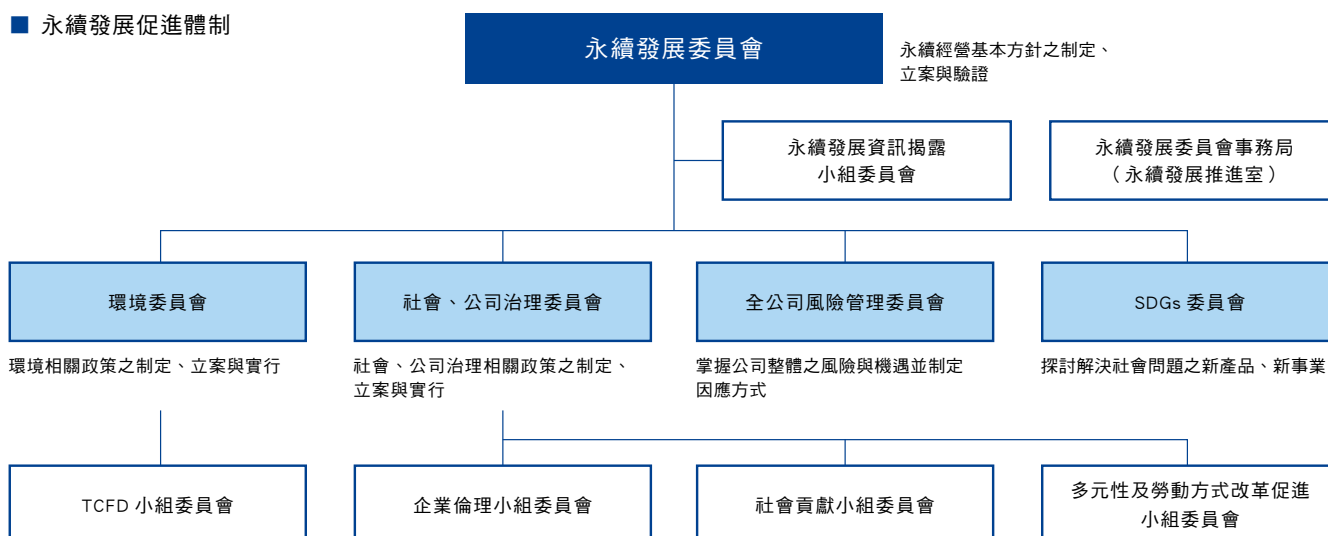 永續發展促進體制
永續發展委員會
永續經營基本方針之制定、
立案與驗證
永續發展資訊揭露
小組委員會
永續發展委員會事務局
（永續發展推進室）
環境委員會
環境相關政策之制定、立案與實行
社會、公司治理委員會
社會、公司治理相關政策之制定、
立案與實行
全公司風險管理委員會
掌握公司整體之風險與機遇並制定
因應方式
SDGs 委員會
探討解決社會問題之新產品、新事業
TCFD 小組委員會
企業倫理小組委員會
社會貢獻小組委員會
多元性及勞動方式改革促進
小組委員會